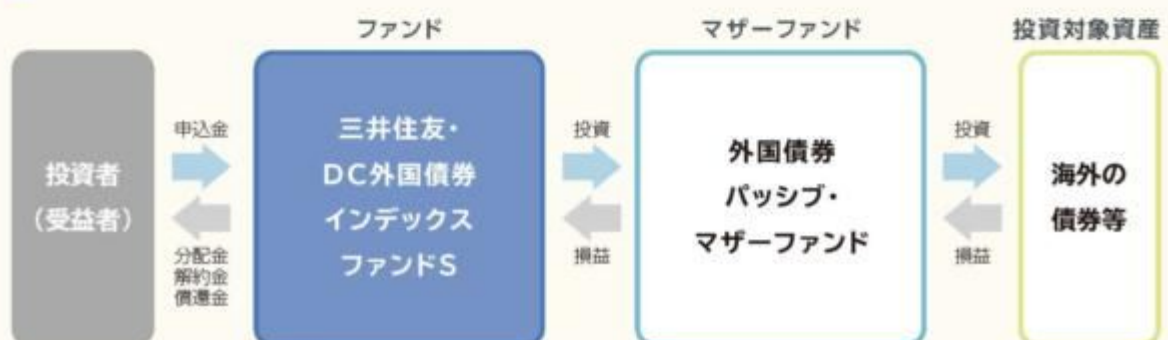 ファンド
マザーファンド
投資対象資産
投資者
（受益者）
申込金
分配金
解約金
償還金
三井住友・
DC外国債券
インデックス
ファンドS
投資
損益
外国債券
パッシブ・
マザーファンド
投資
損益
海外の
債券等